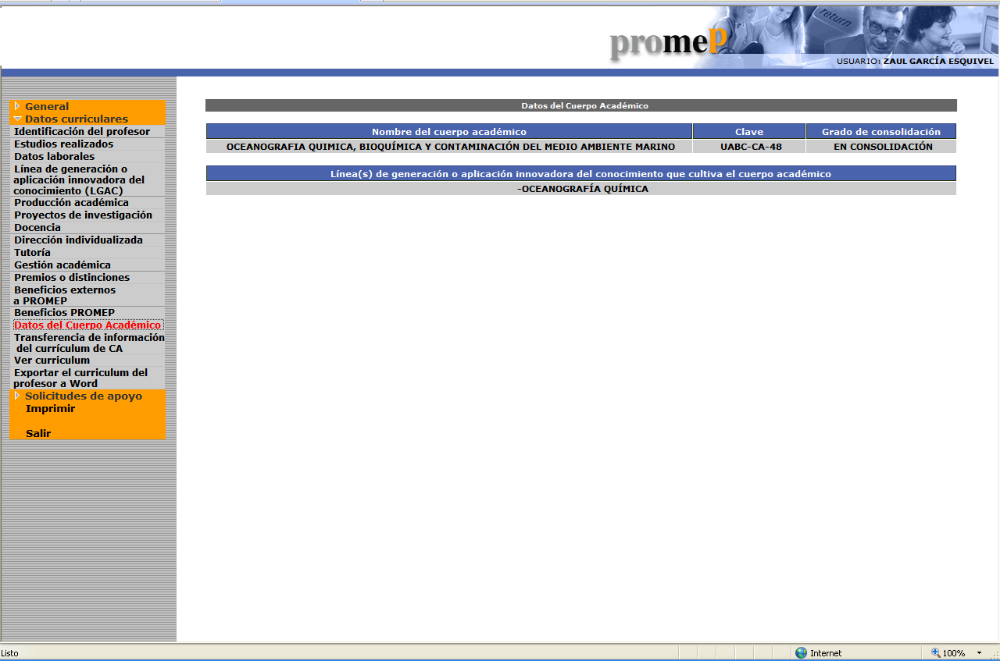 promep
return
USUARIO: ZAUL GARCÍA ESQUIVEL
General
Datos curriculares
Identificación del profesor
Estudios realizados
Datos laborales
Línea de generación o
aplicación innovadora del
conocimiento (LGAC)
Producción académica
Proyectos de investigación
Docencia
Dirección individualizada
Tutoría
Gestión académica
Premios o distinciones
Beneficios externos
a PROMEP
Beneficios PROMEP
Datos del Cuerpo Académico
Transferencia de información
del currículum de CA
Ver curriculum
Exportar el curriculum del
profesor a Word
Solicitudes de apoyo
Imprimir
Salir
Datos del Cuerpo Académico
Nombre del cuerpo académico Clave Grado de consolidación
OCEANOGRAFIA QUIMICA, BIOQUÍMICA Y CONTAMINACIÓN DEL MEDIO AMBIENTE MARINO UABC-CA-48 EN CONSOLIDACIÓN
Línea(s) de generación o aplicación innovadora del conocimiento que cultiva el cuerpo académico
-OCEANOGRAFÍA QUÍMICA
Listo Internet 100%